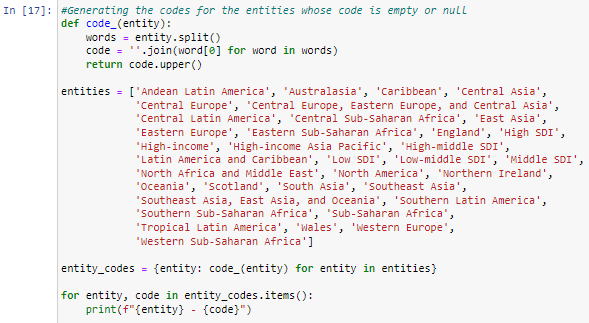 In [17]: #Generating the codes for the entities whose code is empty or null
def code_(entity):
    words = entity.split()
    code = ''.join(word[0] for word in words)
    return code.upper()

entities = ['Andean Latin America', 'Australasia', 'Caribbean', 'Central Asia',
            'Central Europe', 'Central Europe, Eastern Europe, and Central Asia',
            'Central Latin America', 'Central Sub-Saharan Africa', 'East Asia',
            'Eastern Europe', 'Eastern Sub-Saharan Africa', 'England', 'High SDI',
            'High-income', 'High-income Asia Pacific', 'High-middle SDI',
            'Latin America and Caribbean', 'Low SDI', 'Low-middle SDI', 'Middle SDI',
            'North Africa and Middle East', 'North America', 'Northern Ireland',
            'Oceania', 'Scotland', 'South Asia', 'Southeast Asia',
            'Southeast Asia, East Asia, and Oceania', 'Southern Latin America',
            'Southern Sub-Saharan Africa', 'Sub-Saharan Africa',
            'Tropical Latin America', 'Wales', 'Western Europe',
            'Western Sub-Saharan Africa']

entity_codes = {entity: code_(entity) for entity in entities}

for entity, code in entity_codes.items():
    print(f"{entity} - {code}")